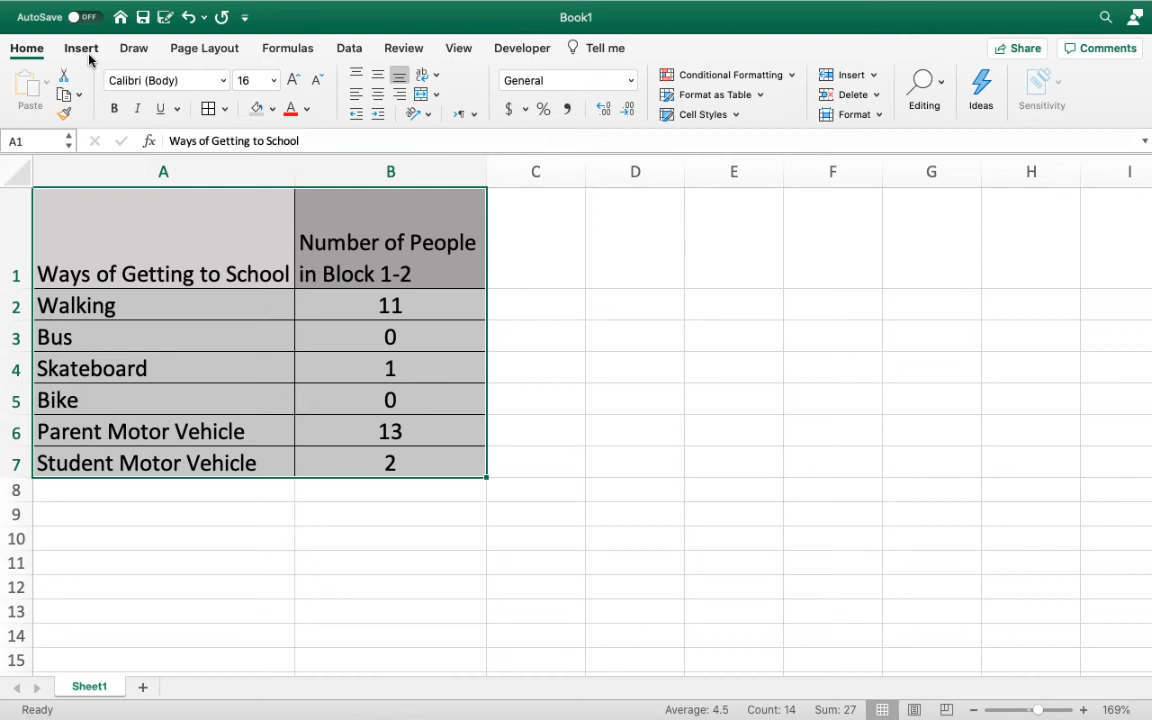 AutoSave OFF Book1
Home Insert Draw Page Layout Formulas Data Review View Developer Tell me Share Comments
Paste Calibri (Body) 16 General Conditional Formatting Insert Editing Ideas Sensitivity
B I U A $ % Format as Table Delete
Cell Styles Format
A1 fx Ways of Getting to School
A B C D E F G H I
Number of People
1 Ways of Getting to School in Block 1-2
2 Walking 11
3 Bus 0
4 Skateboard 1
5 Bike 0
6 Parent Motor Vehicle 13
7 Student Motor Vehicle 2
8
9
10
11
12
13
14
15
Sheet1 +
Ready Average: 4.5 Count: 14 Sum: 27 169%